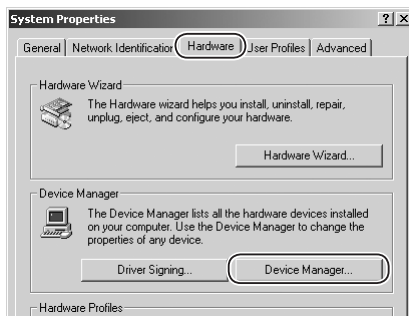 System Properties
? X
General Network Identification Hardware User Profiles Advanced
Hardware Wizard
The Hardware wizard helps you install, uninstall, repair,
unplug, eject, and configure your hardware.
Hardware Wizard...
Device Manager
The Device Manager lists all the hardware devices installed
on your computer. Use the Device Manager to change the
properties of any device.
Driver Signing... Device Manager...
Hardware Profiles